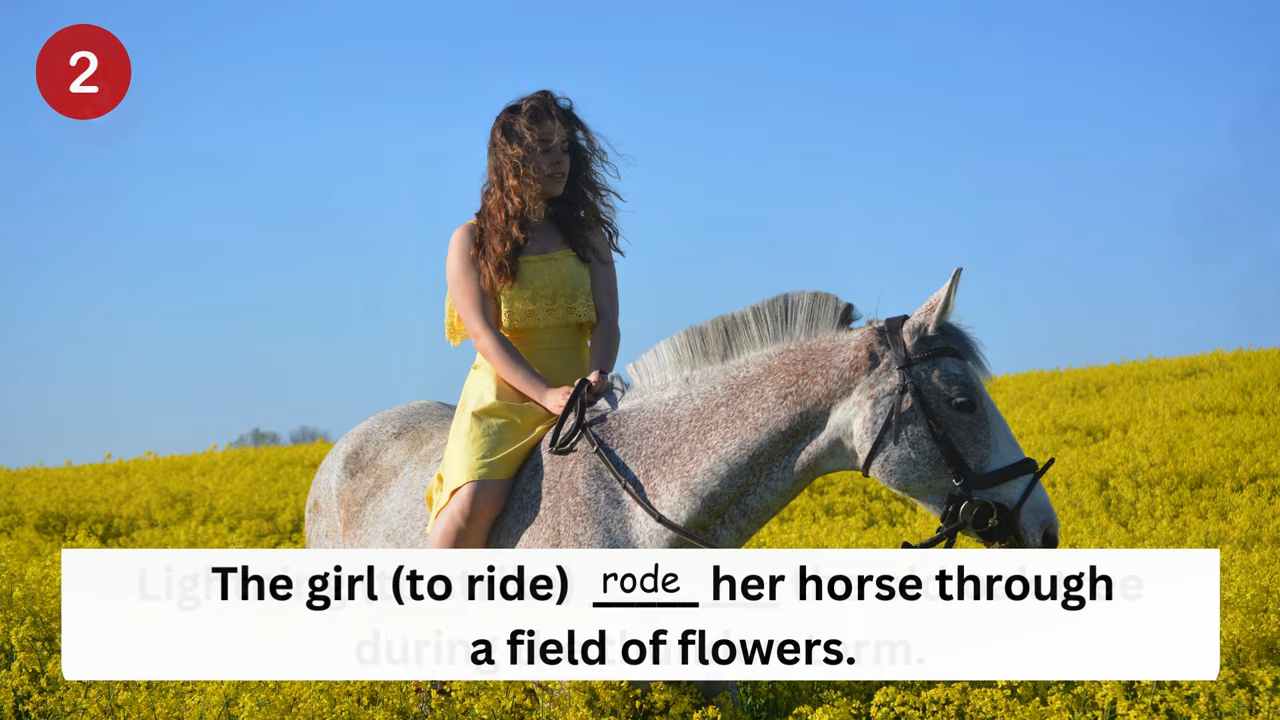 2
The girl (to ride) rode her horse through
a field of flowers.